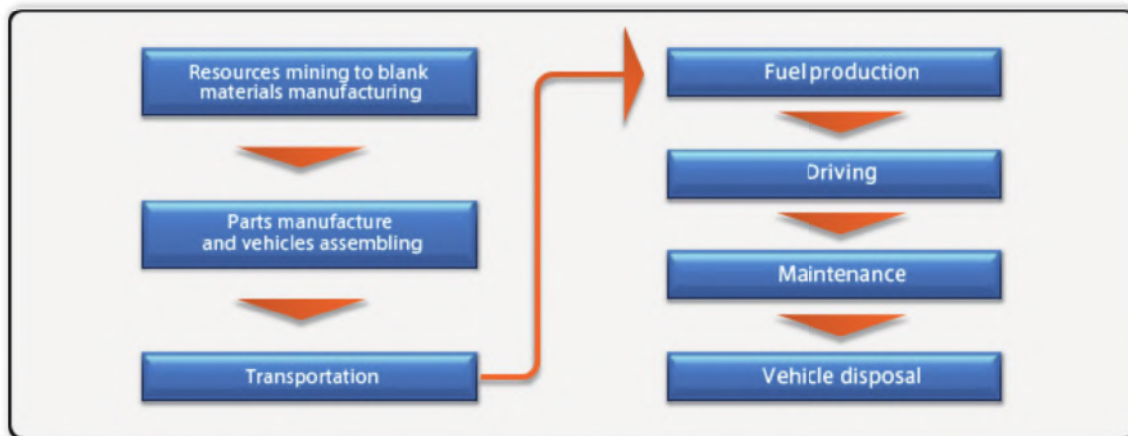 Resources mining to blank
materials manufacturing
Parts manufacture
and vehicles assembling
Transportation
Fuel production
Driving
Maintenance
Vehicle disposal